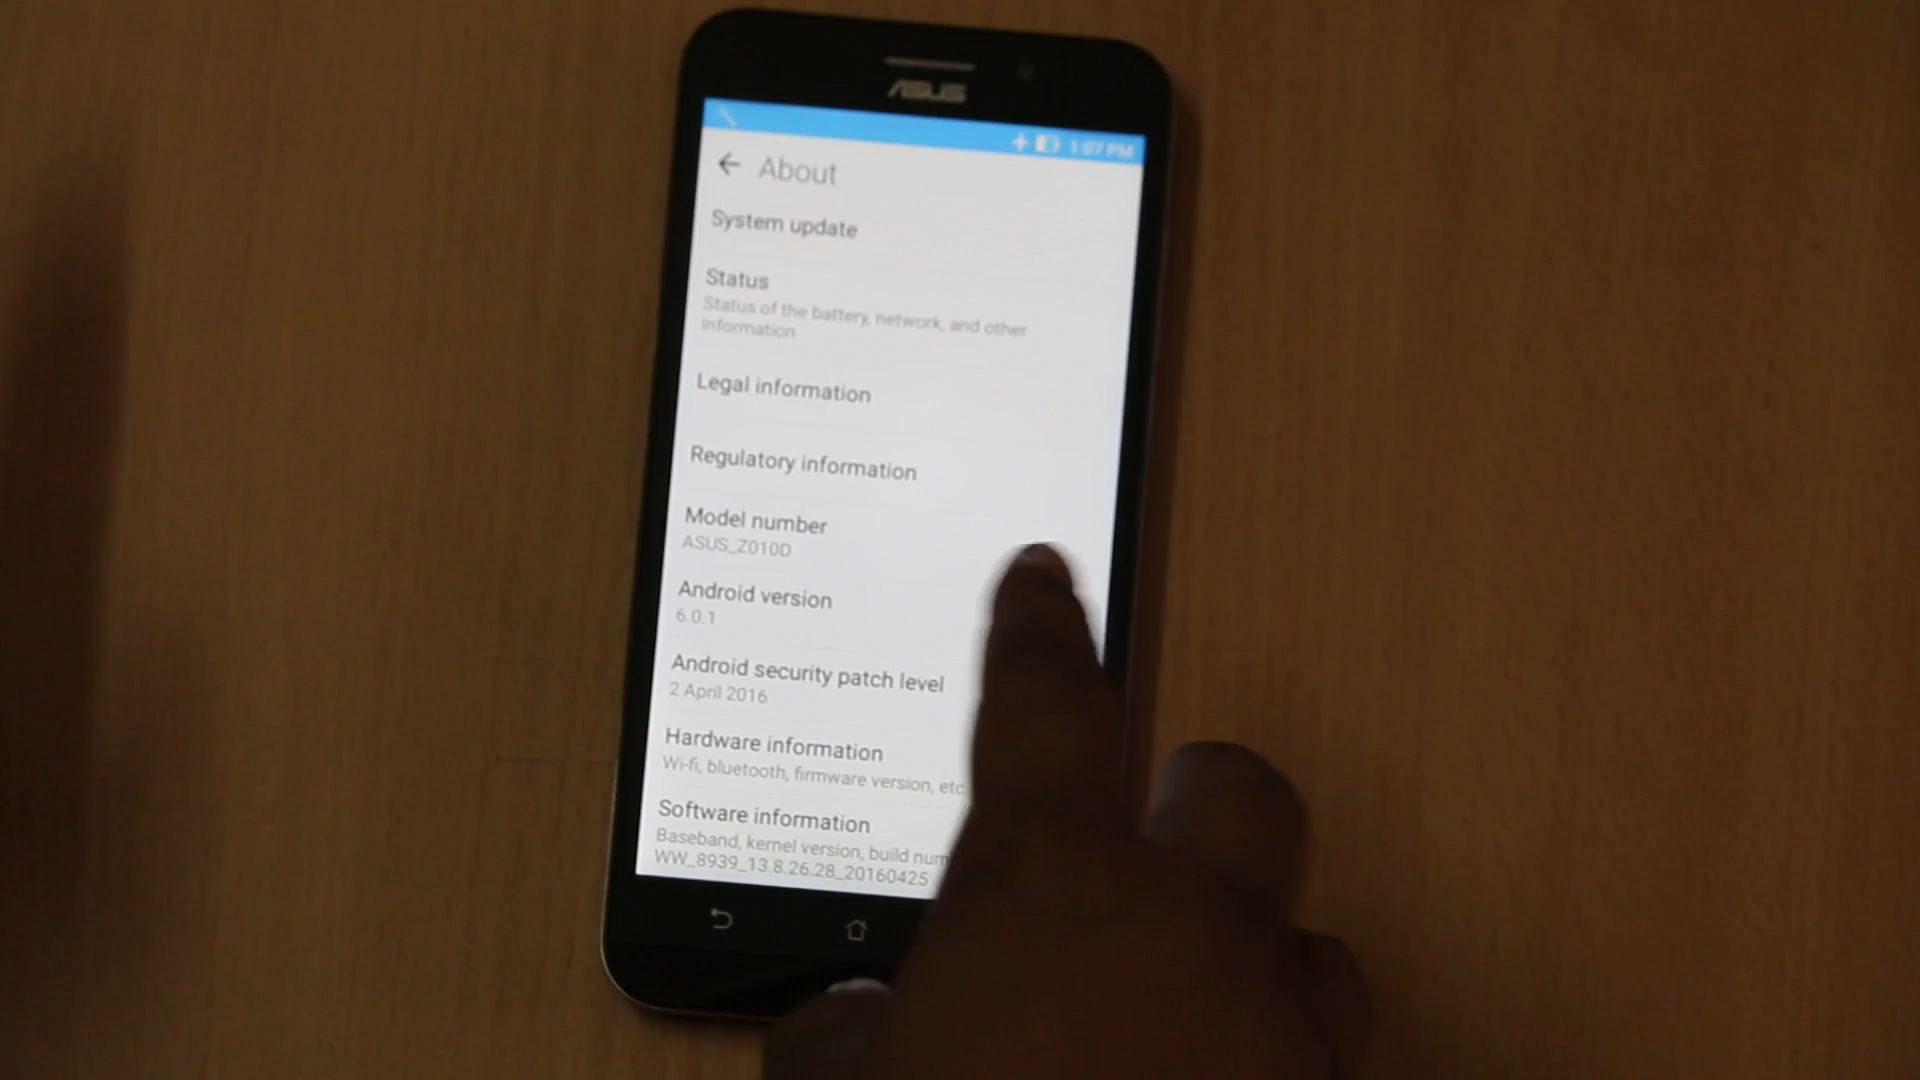 ASUS
1:07 PM
About
System update
Status
Status of the battery, network, and other
information
Legal information
Regulatory information
Model number
ASUS_Z010D
Android version
6.0.1
Android security patch level
2 April 2016
Hardware information
Wi-fi, bluetooth, firmware version, etc
Software information
Baseband, kernel version, build num
WW_8939_13.8.26.28_20160425